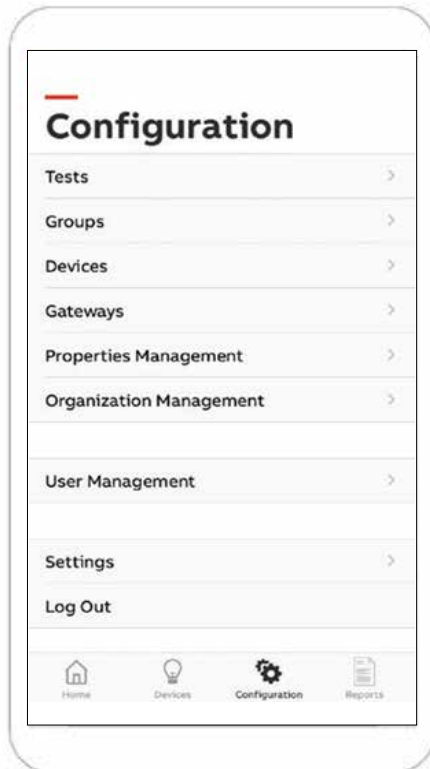 Configuration
Tests
Groups
Devices
Gateways
Properties Management
Organization Management
User Management
Settings
Log Out
Home Devices Configuration Reports